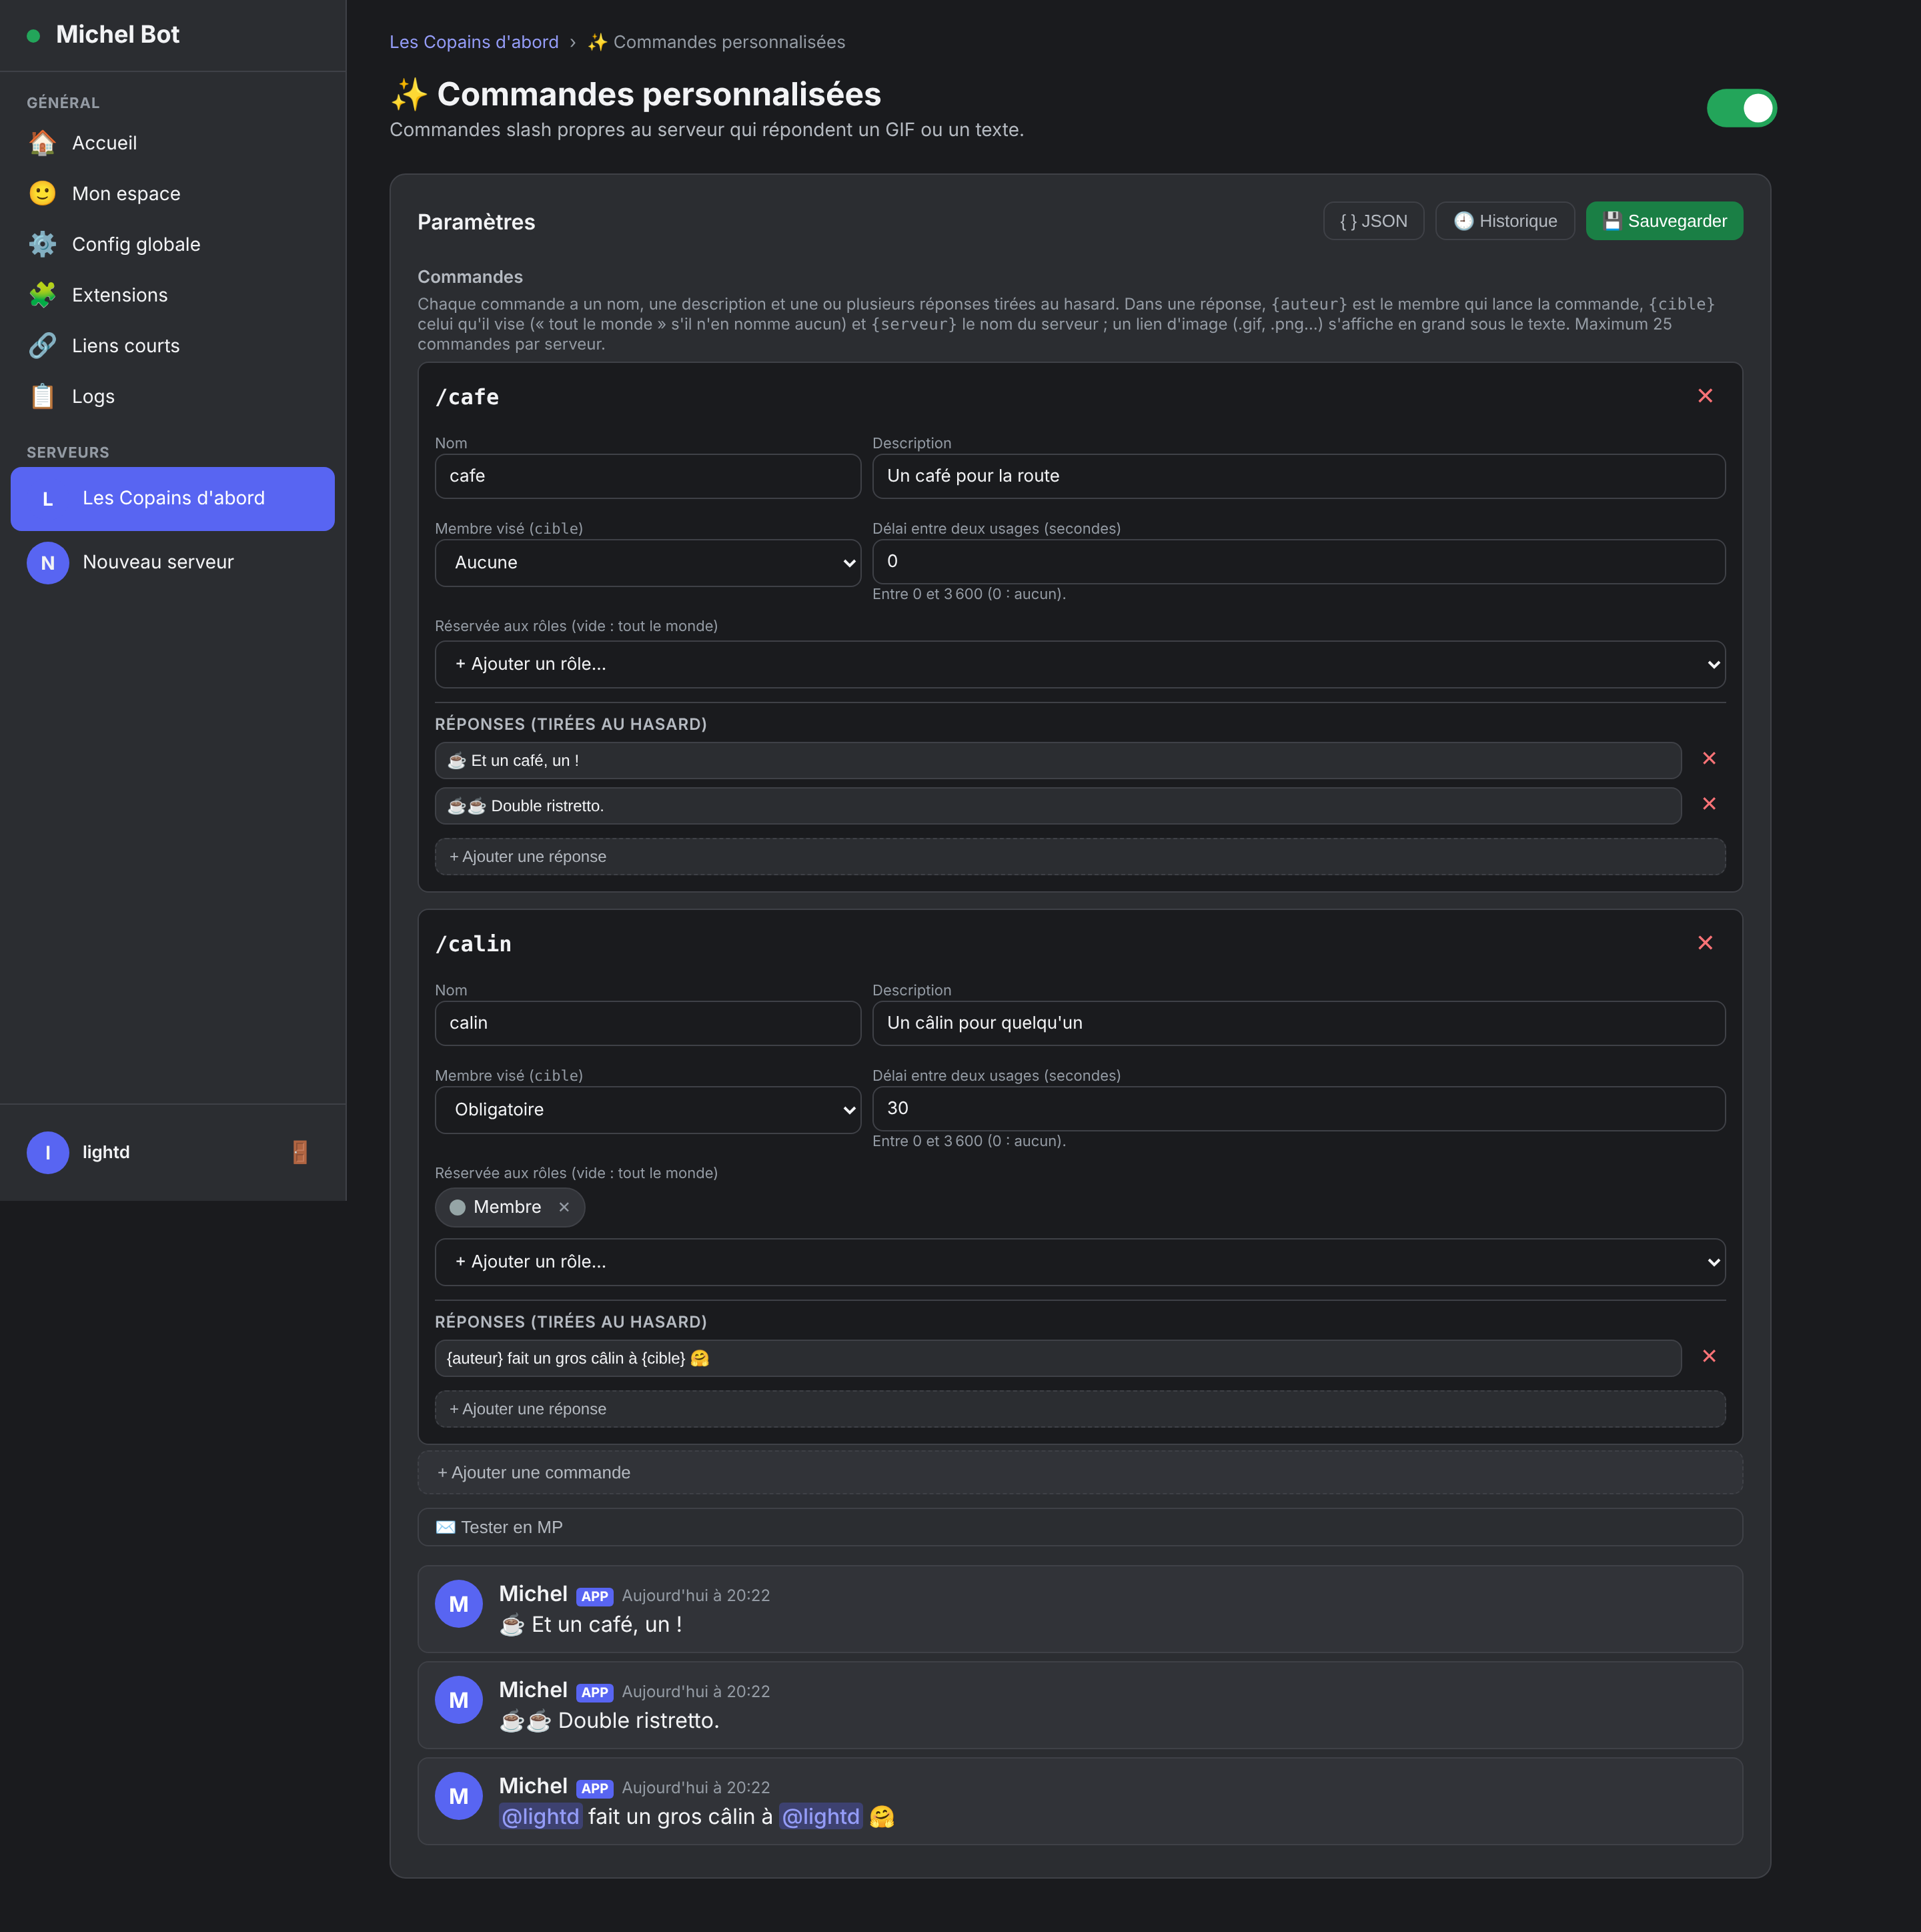 Michel Bot
GÉNÉRAL
🏠 Accueil
🙂 Mon espace
⚙️ Config globale
🧩 Extensions
🔗 Liens courts
📋 Logs
SERVEURS
L Les Copains d'abord
N Nouveau serveur
l lightd
Les Copains d'abord › ✨ Commandes personnalisées
✨ Commandes personnalisées
Commandes slash propres au serveur qui répondent un GIF ou un texte.
Paramètres
{ } JSON
🕘 Historique
💾 Sauvegarder
Commandes
Chaque commande a un nom, une description et une ou plusieurs réponses tirées au hasard. Dans une réponse, {auteur} est le membre qui lance la commande, {cible}
celui qu'il vise (« tout le monde » s'il n'en nomme aucun) et {serveur} le nom du serveur ; un lien d'image (.gif, .png…) s'affiche en grand sous le texte. Maximum 25
commandes par serveur.
/cafe
Nom
cafe
Description
Un café pour la route
Membre visé (cible)
Aucune
Délai entre deux usages (secondes)
0
Entre 0 et 3 600 (0 : aucun).
Réservée aux rôles (vide : tout le monde)
+ Ajouter un rôle…
RÉPONSES (TIRÉES AU HASARD)
☕ Et un café, un !
☕☕ Double ristretto.
+ Ajouter une réponse
/calin
Nom
calin
Description
Un câlin pour quelqu'un
Membre visé (cible)
Obligatoire
Délai entre deux usages (secondes)
30
Entre 0 et 3 600 (0 : aucun).
Réservée aux rôles (vide : tout le monde)
Membre ✕
+ Ajouter un rôle…
RÉPONSES (TIRÉES AU HASARD)
{auteur} fait un gros câlin à {cible} 🤗
+ Ajouter une réponse
+ Ajouter une commande
✉️ Tester en MP
M
Michel APP Aujourd'hui à 20:22
☕ Et un café, un !
M
Michel APP Aujourd'hui à 20:22
☕☕ Double ristretto.
M
Michel APP Aujourd'hui à 20:22
@lightd fait un gros câlin à @lightd 🤗